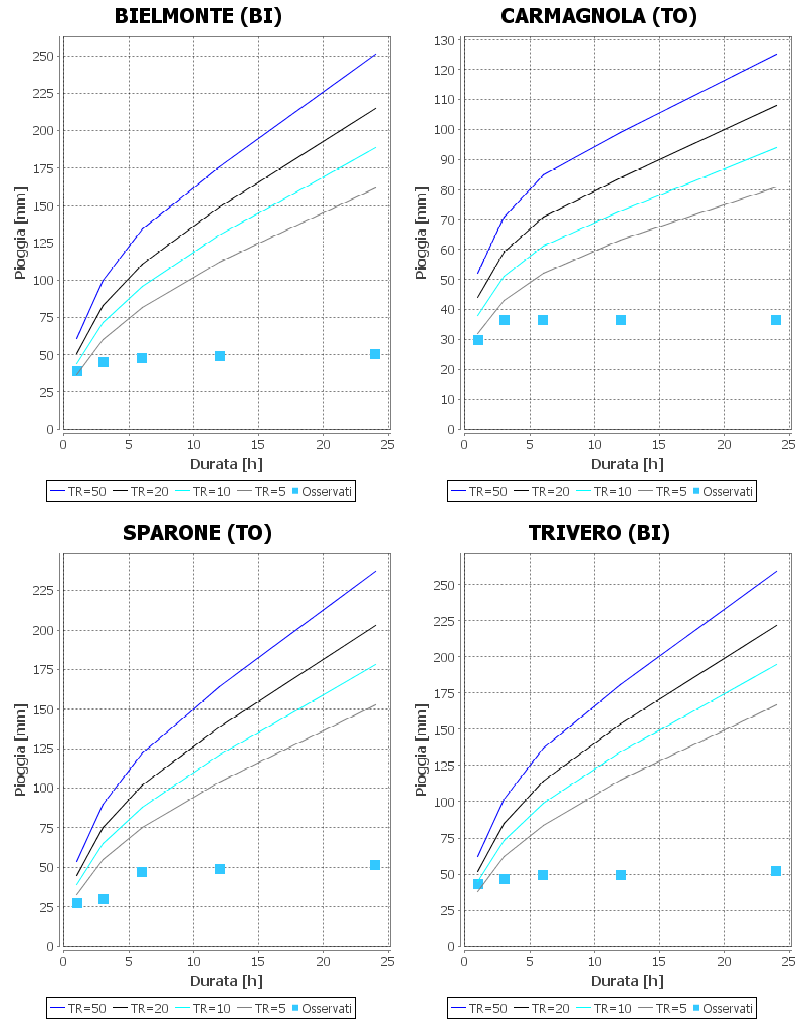 BIELMONTE (BI)
250
225
200
175
150
125
100
75
50
25
0
Pioggia [mm]
0 5 10 15 20 25
Durata [h]
TR=50 TR=20 TR=10 TR=5 Osservati
CARMAGNOLA (TO)
130
120
110
100
90
80
70
60
50
40
30
20
10
0
Pioggia [mm]
0 5 10 15 20 25
Durata [h]
TR=50 TR=20 TR=10 TR=5 Osservati
SPARONE (TO)
225
200
175
150
125
100
75
50
25
0
Pioggia [mm]
0 5 10 15 20 25
Durata [h]
TR=50 TR=20 TR=10 TR=5 Osservati
TRIVERO (BI)
250
225
200
175
150
125
100
75
50
25
0
Pioggia [mm]
0 5 10 15 20 25
Durata [h]
TR=50 TR=20 TR=10 TR=5 Osservati